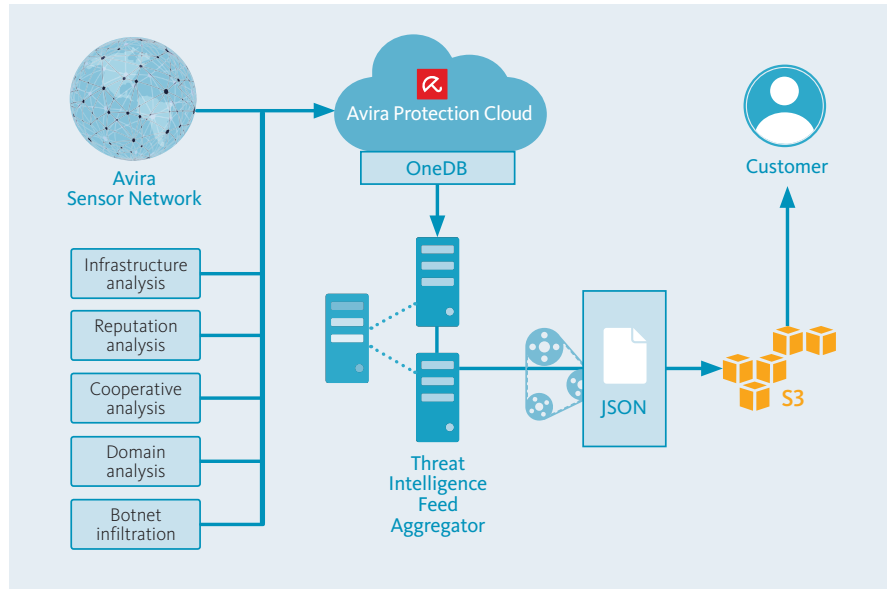 Avira Protection Cloud
OneDB
Avira
Sensor Network
Customer
Infrastructure
analysis
Reputation
analysis
Cooperative
analysis
Domain
analysis
Botnet
infiltration
Threat
Intelligence
Feed
Aggregator
JSON
S3